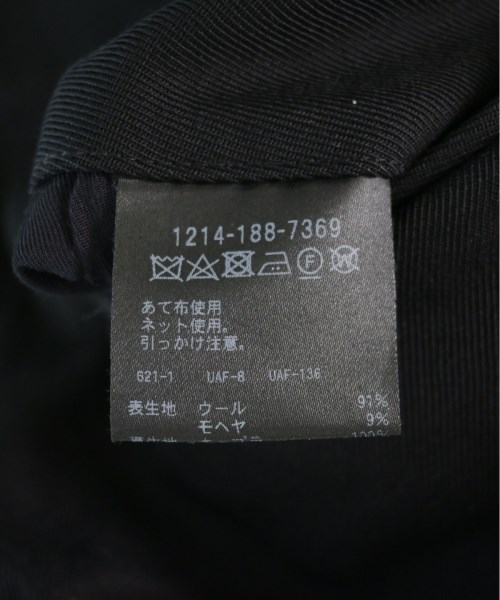 1214-188-7369
F W
あて布使用
ネット使用。
引っかけ注意。
621-1 UAF-8 UAF-136
表生地 ウール 91%
モヘヤ 9%
100%